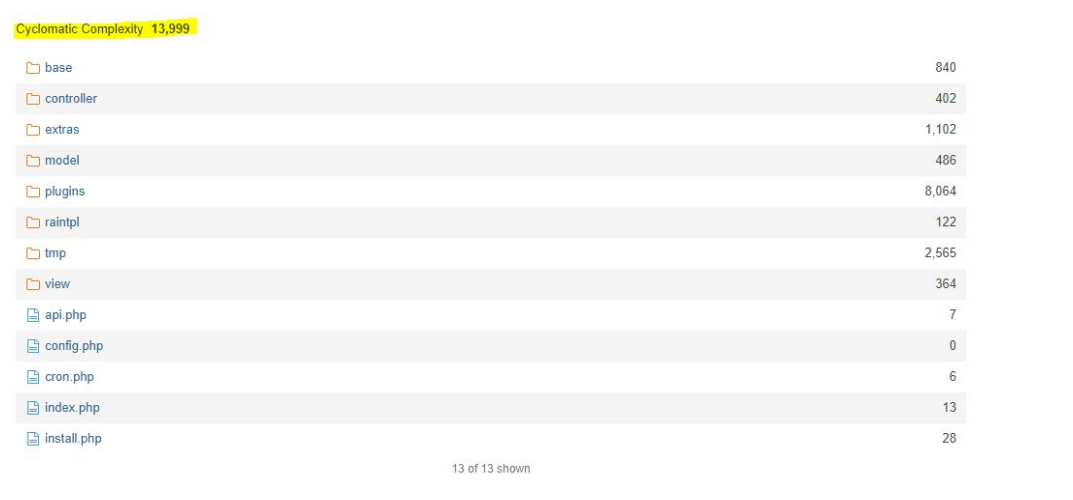 Cyclomatic Complexity 13,999
base 840
controller 402
extras 1,102
model 486
plugins 8,064
raintpl 122
tmp 2,565
view 364
api.php 7
config.php 0
cron.php 6
index.php 13
install.php 28
13 of 13 shown